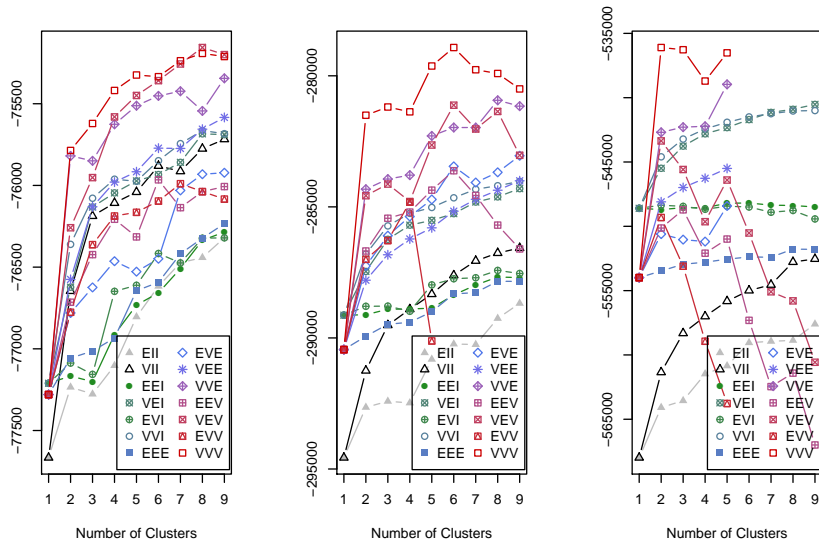 −75500
−76000
−76500
−77000
−77500
EII
VII
EEI
VEI
EVI
VVI
EEE
EVE
VEE
VVE
EEV
VEV
EVV
VVV
1 2 3 4 5 6 7 8 9
Number of Clusters
−280000
−285000
−290000
−295000
EII
VII
EEI
VEI
EVI
VVI
EEE
EVE
VEE
VVE
EEV
VEV
EVV
VVV
1 2 3 4 5 6 7 8 9
Number of Clusters
−535000
−545000
−555000
−565000
EII
VII
EEI
VEI
EVI
VVI
EEE
EVE
VEE
VVE
EEV
VEV
EVV
VVV
1 2 3 4 5 6 7 8 9
Number of Clusters